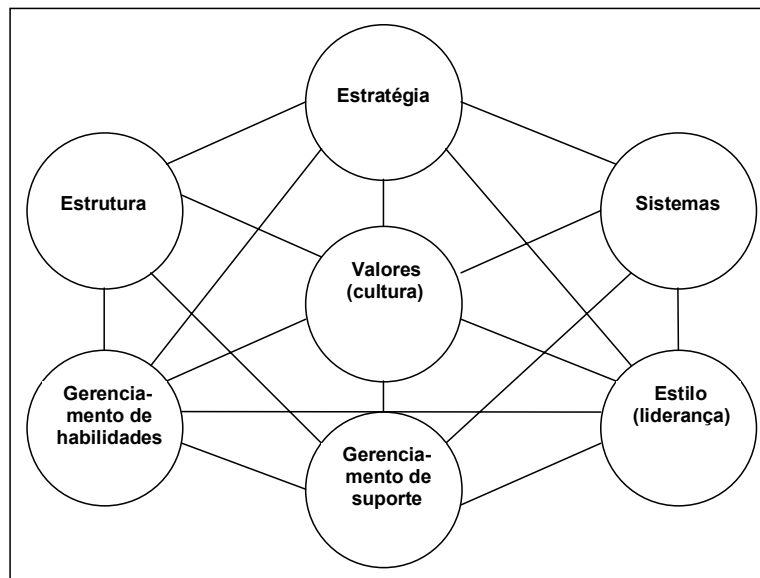 Estratégia
Estrutura
Sistemas
Valores
(cultura)
Gerencia-
mento de
habilidades
Estilo
(liderança)
Gerencia-
mento de
suporte